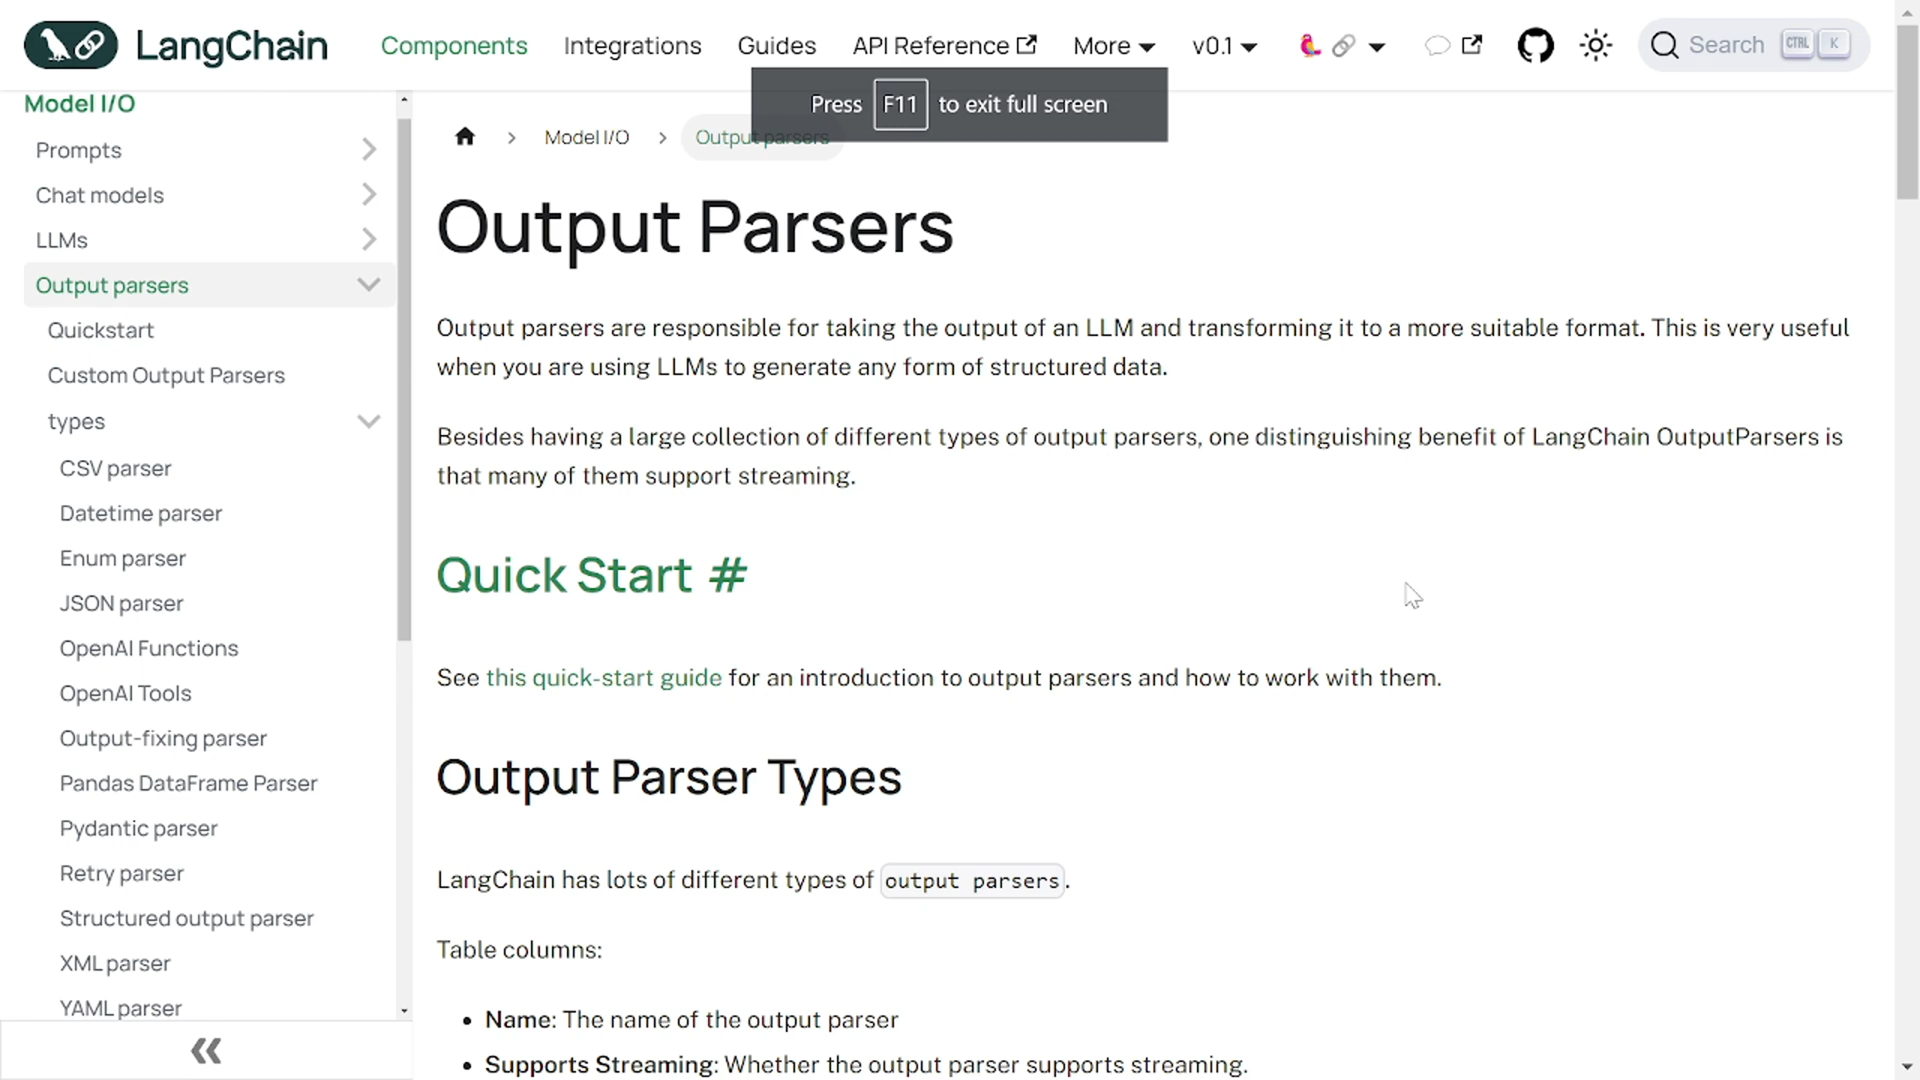 LangChain
Components
Integrations
Guides
API Reference
More
v0.1
Search
CTRL K
Press F11 to exit full screen
Model I/O
Prompts
Chat models
LLMs
Output parsers
Quickstart
Custom Output Parsers
types
CSV parser
Datetime parser
Enum parser
JSON parser
OpenAI Functions
OpenAI Tools
Output-fixing parser
Pandas DataFrame Parser
Pydantic parser
Retry parser
Structured output parser
XML parser
YAML parser
Model I/O
Output parsers
Output Parsers
Output parsers are responsible for taking the output of an LLM and transforming it to a more suitable format. This is very useful
when you are using LLMs to generate any form of structured data.
Besides having a large collection of different types of output parsers, one distinguishing benefit of LangChain OutputParsers is
that many of them support streaming.
Quick Start #
See this quick-start guide for an introduction to output parsers and how to work with them.
Output Parser Types
LangChain has lots of different types of output parsers.
Table columns:
• Name: The name of the output parser
• Supports Streaming: Whether the output parser supports streaming.